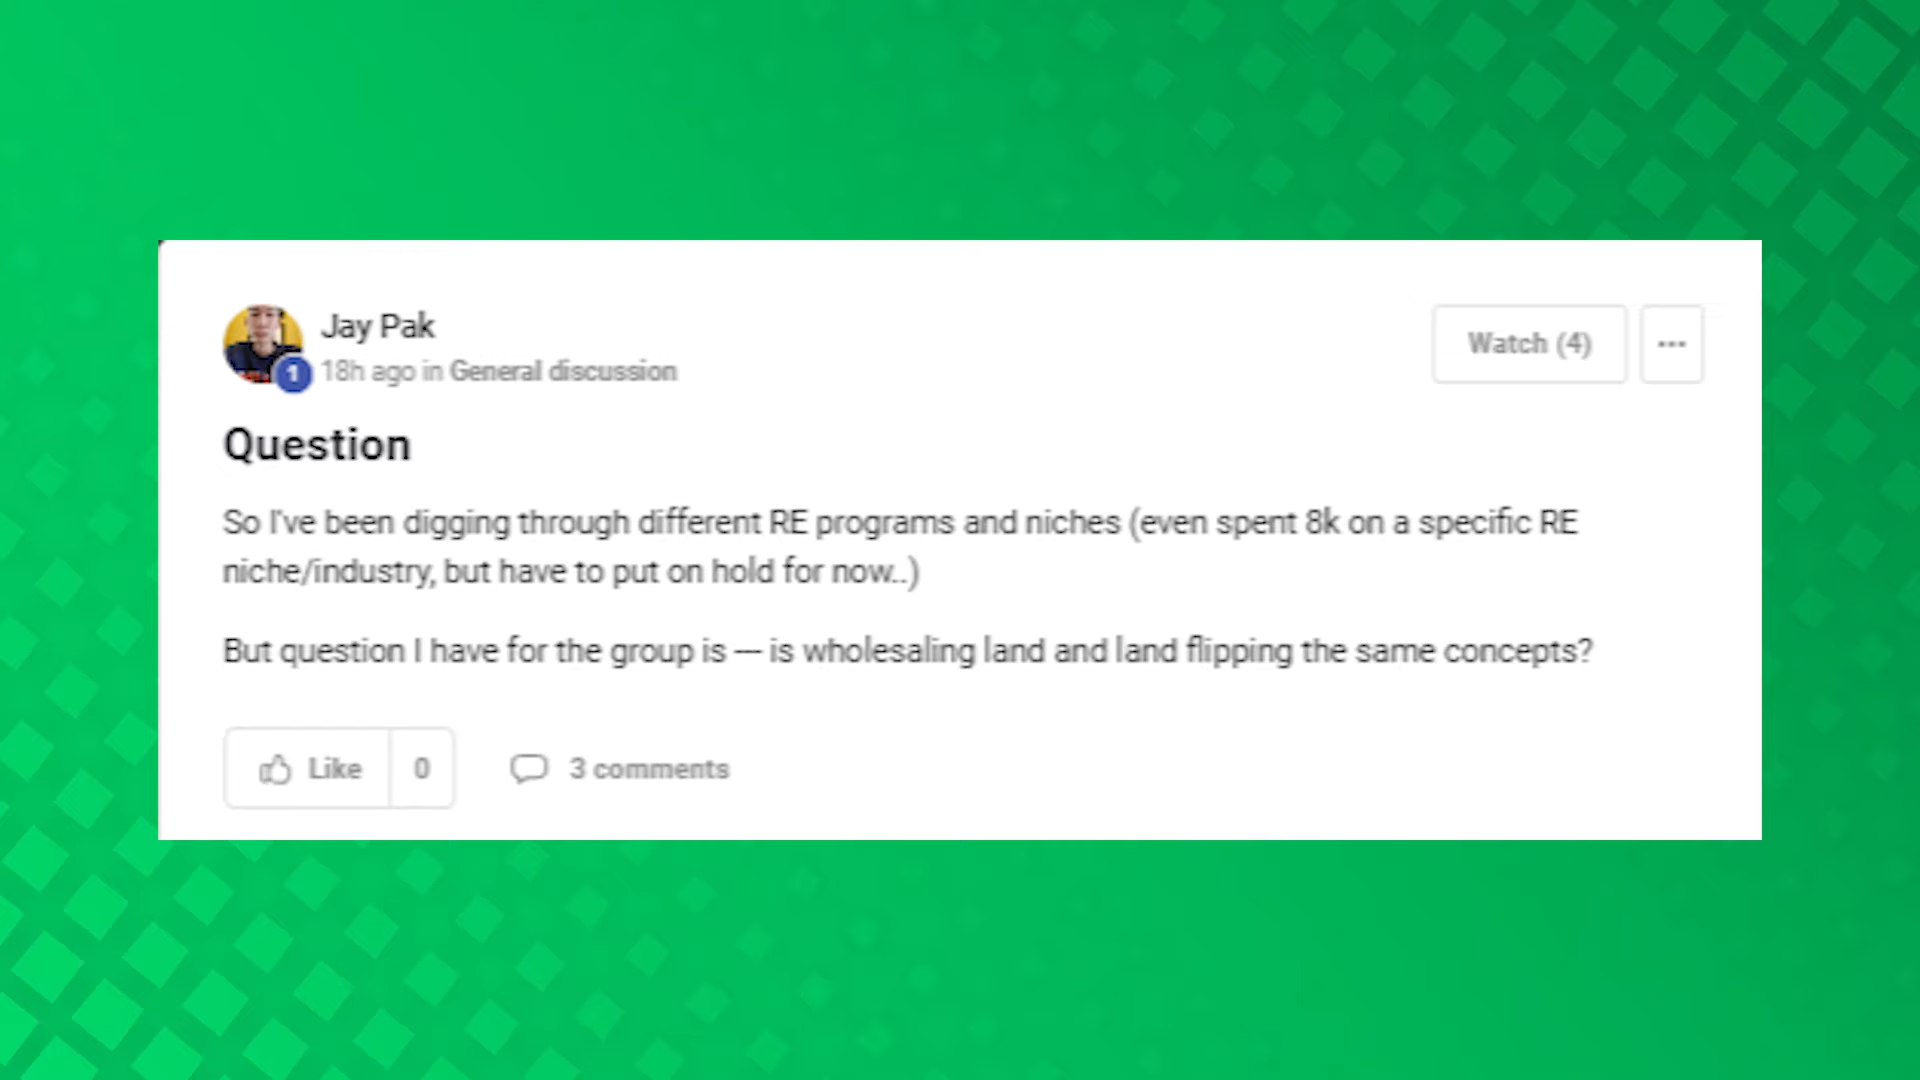 Jay Pak
1
18h ago in General discussion
Watch (4)
Question
So I've been digging through different RE programs and niches (even spent 8k on a specific RE
niche/industry, but have to put on hold for now..)
But question I have for the group is — is wholesaling land and land flipping the same concepts?
Like
0
3 comments